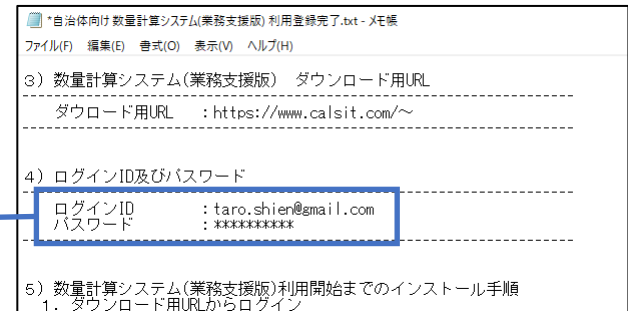 *自治体向け 数量計算システム(業務支援版) 利用登録完了.txt - メモ帳
ファイル(F) 編集(E) 書式(O) 表示(V) ヘルプ(H)
３）数量計算システム(業務支援版)　ダウンロード用URL
ダウロード用URL　：https://www.calsit.com/～
４）ログインID及びパスワード
ログインID　：taro.shien@gmail.com
パスワード　：**********
５）数量計算システム(業務支援版)利用開始までのインストール手順
１．ダウンロード用URLからログイン